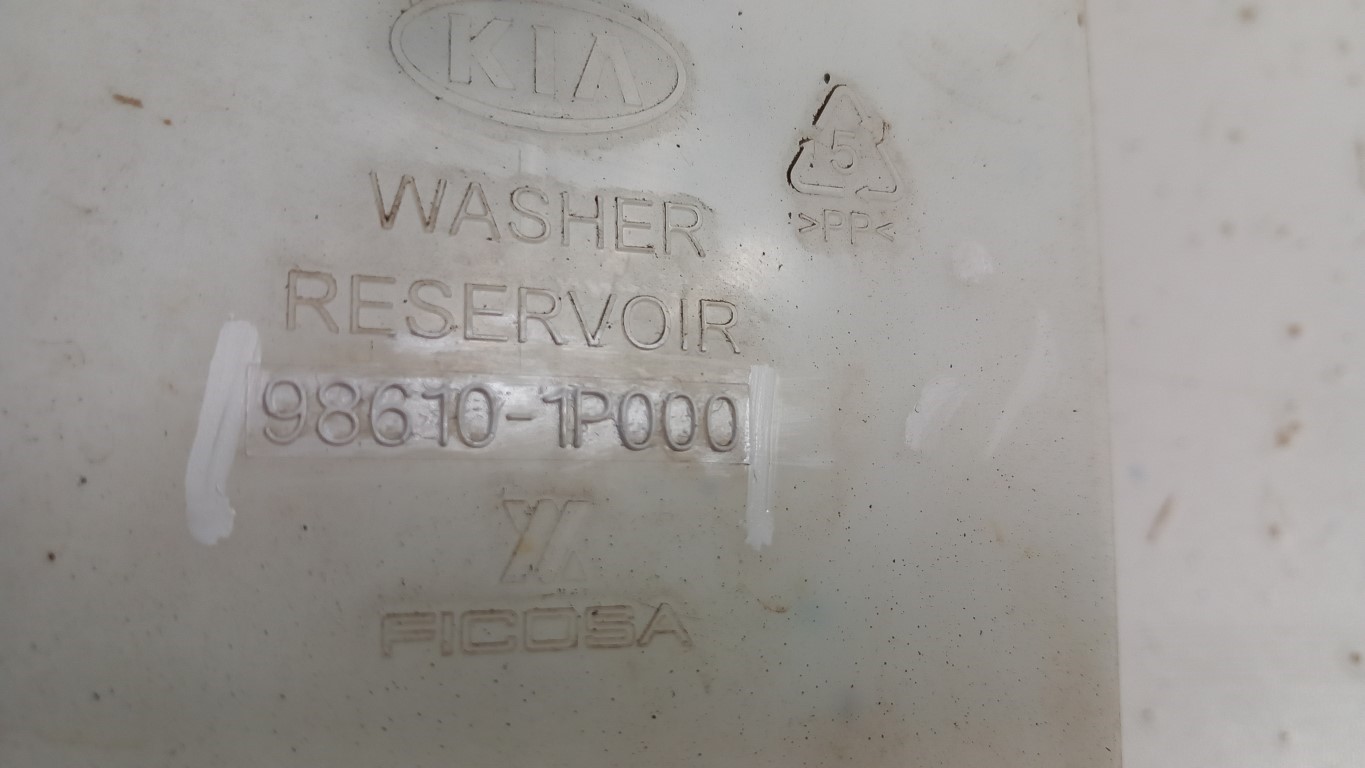 KIA
5
>PP<
WASHER
RESERVOIR
98610-1P000
FICOSA